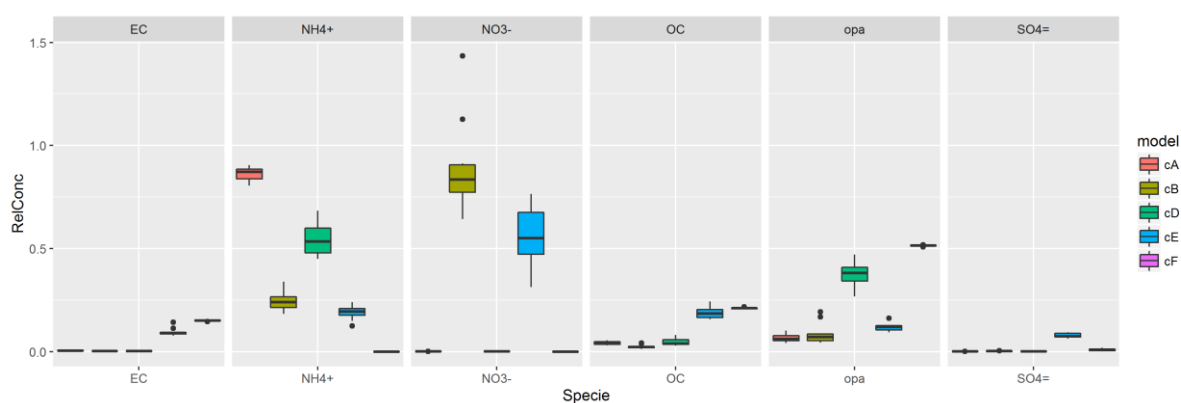 EC NH4+ NO3- OC opa SO4=
1.5
1.0
0.5
0.0
RelConc
EC NH4+ NO3- OC opa SO4=
Specie
model
cA
cB
cD
cE
cF